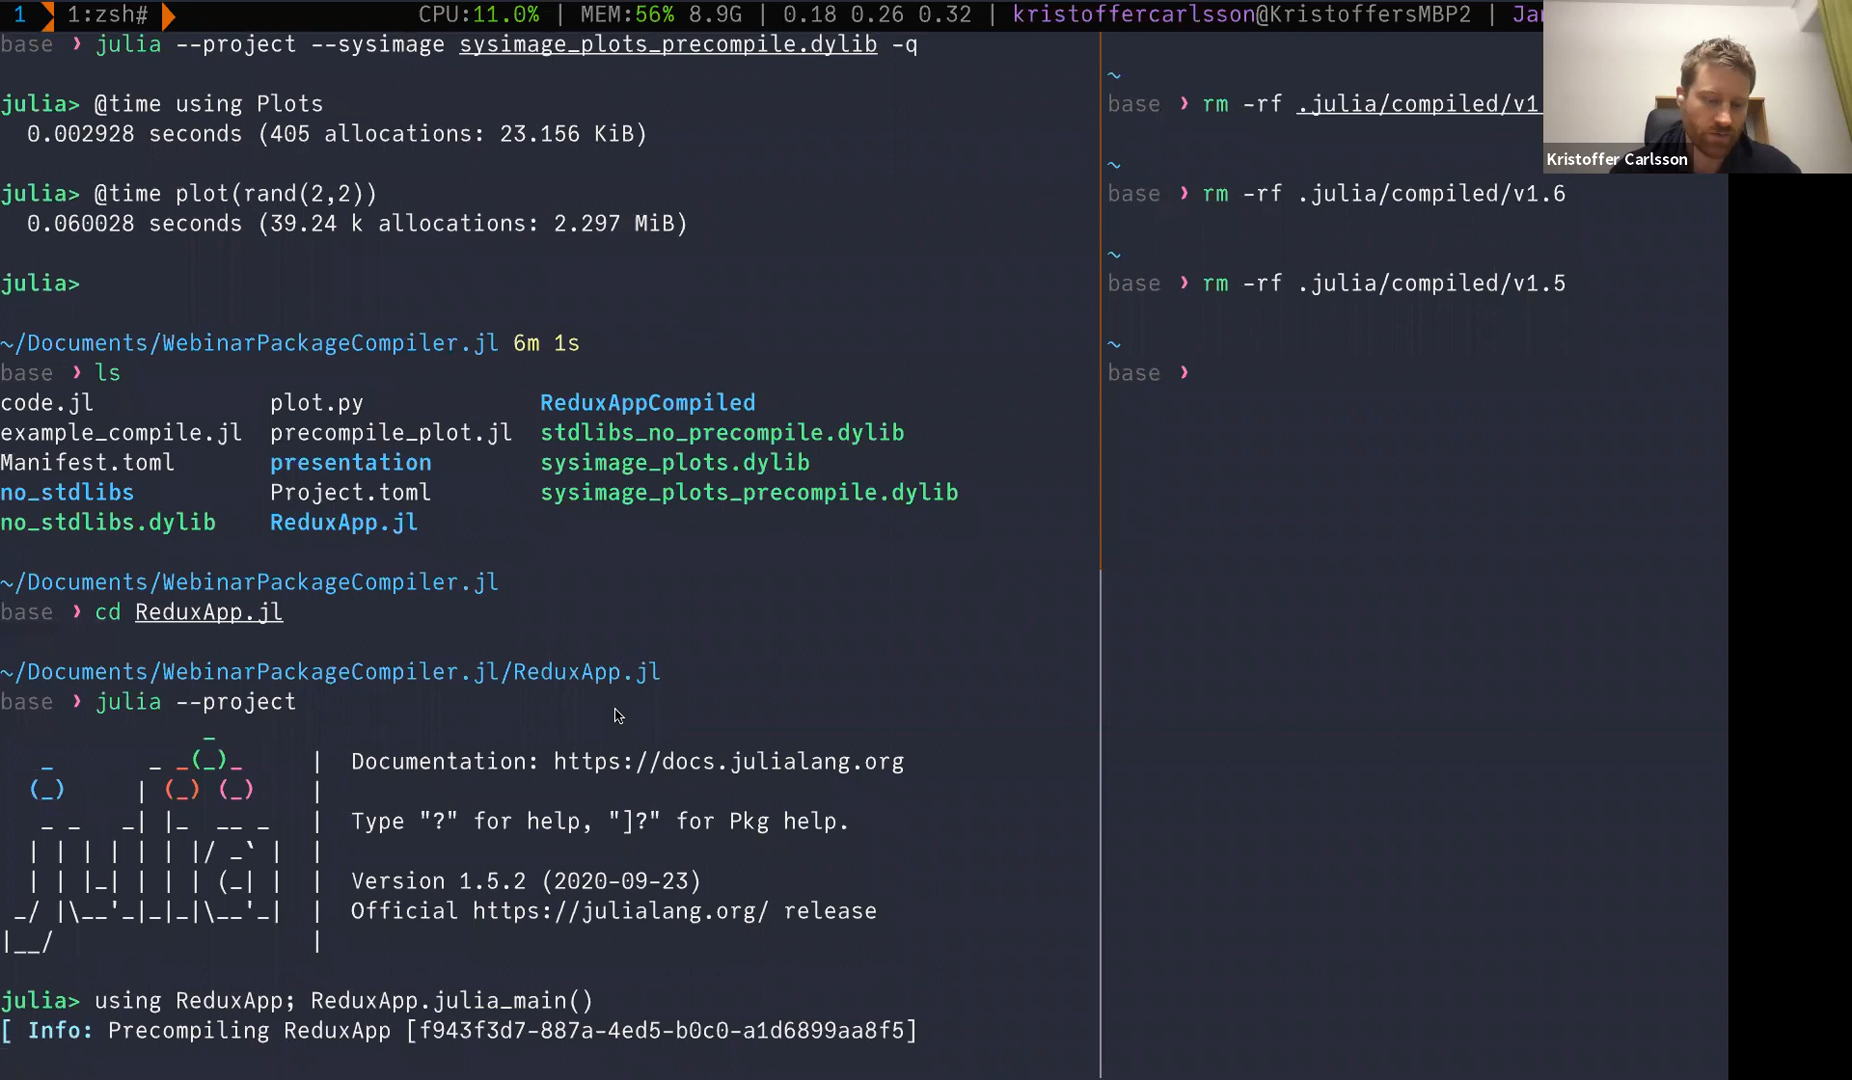 1 1:zsh# CPU:11.0% | MEM:56% 8.9G | 0.18 0.26 0.32 | kristoffercarlsson@KristoffersMBP2 |
base ❯ julia --project --sysimage sysimage_plots_precompile.dylib -q
julia> @time using Plots
0.002928 seconds (405 allocations: 23.156 KiB)
julia> @time plot(rand(2,2))
0.060028 seconds (39.24 k allocations: 2.297 MiB)
julia>
~/Documents/WebinarPackageCompiler.jl 6m 1s
base ❯ ls
code.jl plot.py ReduxAppCompiled
example_compile.jl precompile_plot.jl stdlibs_no_precompile.dylib
Manifest.toml presentation sysimage_plots.dylib
no_stdlibs Project.toml sysimage_plots_precompile.dylib
no_stdlibs.dylib ReduxApp.jl
~/Documents/WebinarPackageCompiler.jl
base ❯ cd ReduxApp.jl
~/Documents/WebinarPackageCompiler.jl/ReduxApp.jl
base ❯ julia --project
Documentation: https://docs.julialang.org
Type "?" for help, "]?" for Pkg help.
Version 1.5.2 (2020-09-23)
Official https://julialang.org/ release
julia> using ReduxApp; ReduxApp.julia_main()
[ Info: Precompiling ReduxApp [f943f3d7-887a-4ed5-b0c0-a1d6899aa8f5]
~
base ❯ rm -rf .julia/compiled/v1
~
base ❯ rm -rf .julia/compiled/v1.6
~
base ❯ rm -rf .julia/compiled/v1.5
~
base ❯
Kristoffer Carlsson